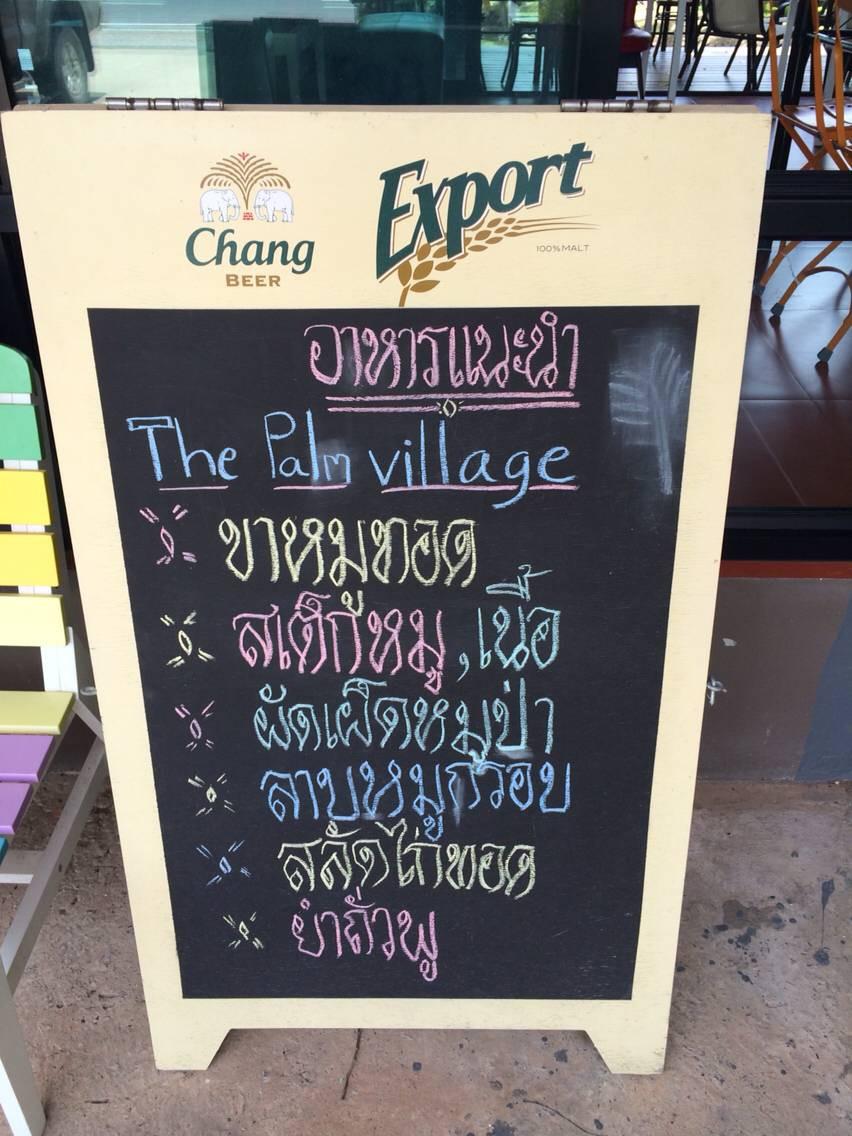 Chang
BEER
Export
100% MALT
อาหารแนะนำ
The Palm village
ขาหมูทอด
สเต็กหมู, เนื้อ
ผัดเผ็ดหมูป่า
ลาบหมูกรอบ
สลัดไก่ทอด
ยำถั่วพู